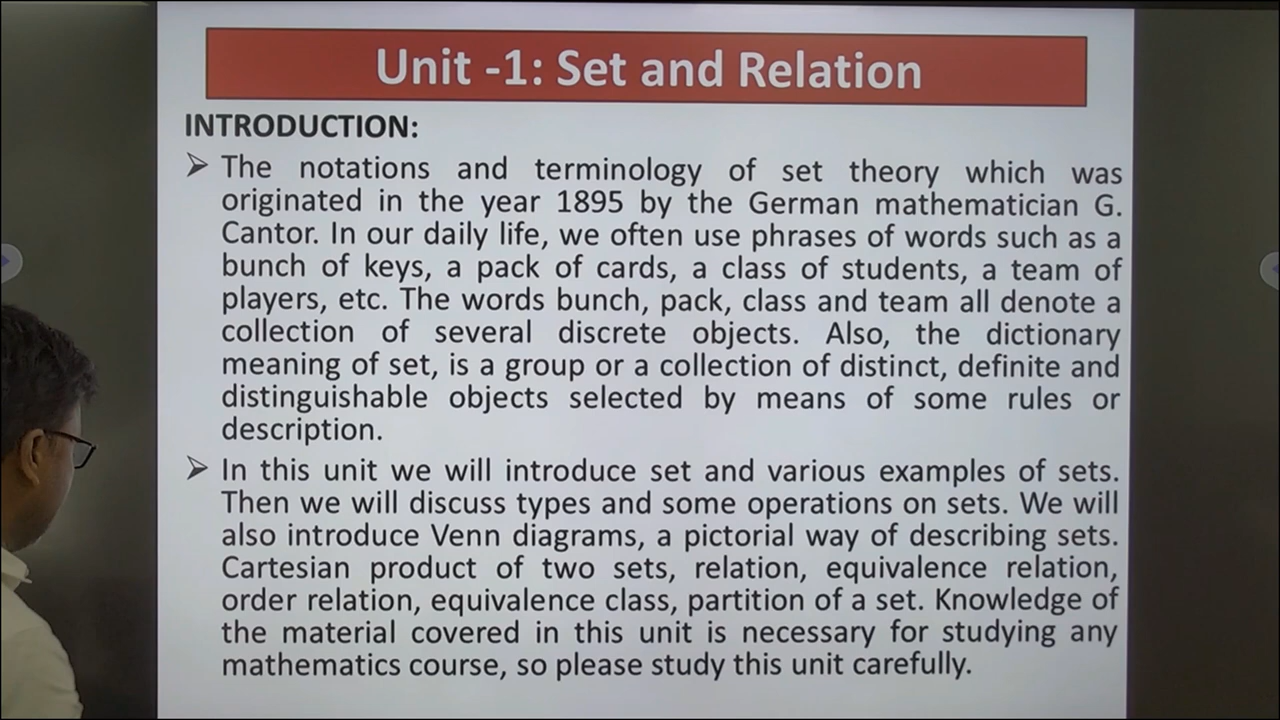 Unit -1: Set and Relation
INTRODUCTION:
➢ The notations and terminology of set theory which was
originated in the year 1895 by the German mathematician G.
Cantor. In our daily life, we often use phrases of words such as a
bunch of keys, a pack of cards, a class of students, a team of
players, etc. The words bunch, pack, class and team all denote a
collection of several discrete objects. Also, the dictionary
meaning of set, is a group or a collection of distinct, definite and
distinguishable objects selected by means of some rules or
description.
➢ In this unit we will introduce set and various examples of sets.
Then we will discuss types and some operations on sets. We will
also introduce Venn diagrams, a pictorial way of describing sets.
Cartesian product of two sets, relation, equivalence relation,
order relation, equivalence class, partition of a set. Knowledge of
the material covered in this unit is necessary for studying any
mathematics course, so please study this unit carefully.